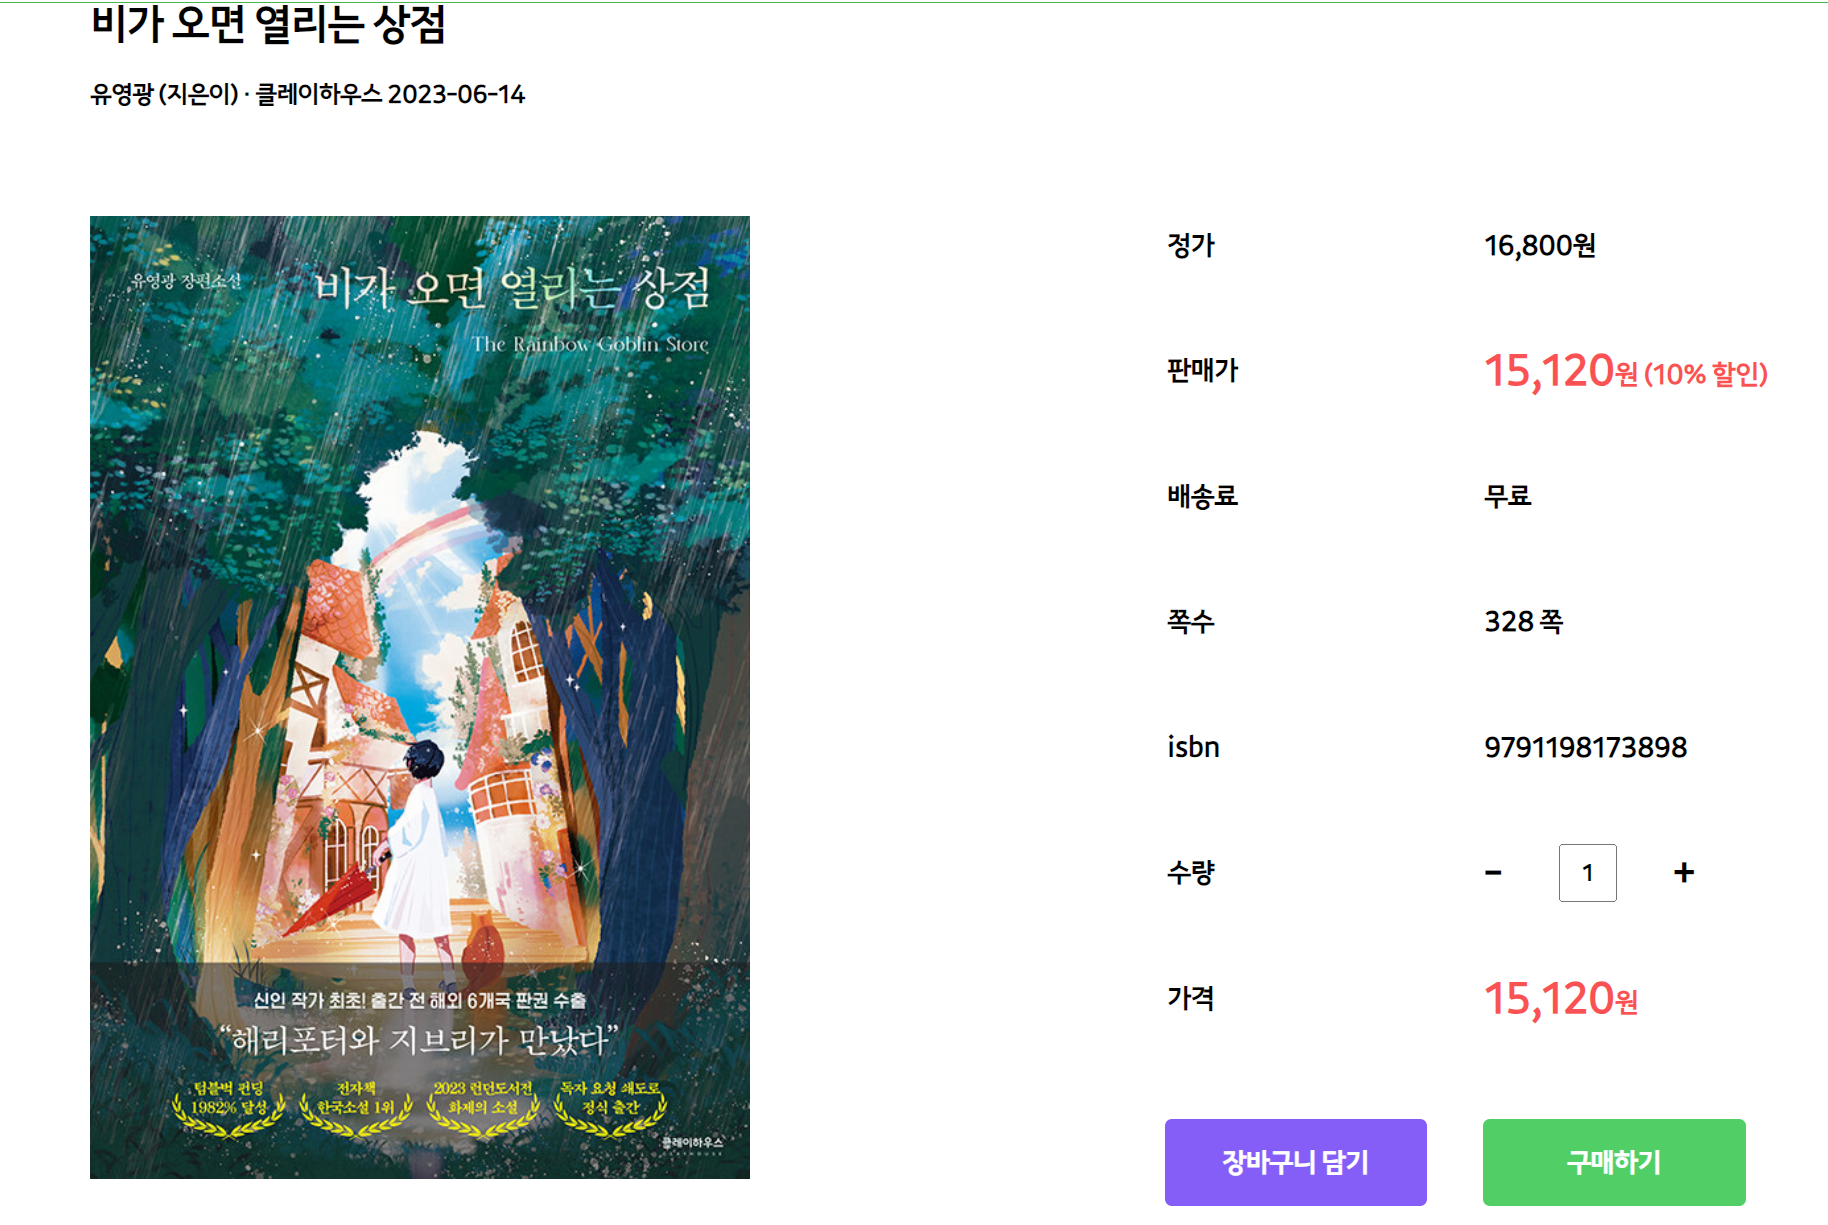 비가 오면 열리는 상점
유영광 (지은이) · 클레이하우스 2023-06-14
유영광 장편소설
비가 오면 열리는 상점
The Rainbow Goblin Store
신인 작가 최초! 출간 전 해외 6개국 판권 수출
“해리포터와 지브리가 만났다”
텀블벅 펀딩
1982% 달성
전자책
한국소설 1위
2023 런던도서전
화제의 소설
독자 요청 쇄도로
정식 출간
클레이하우스
정가 16,800원
판매가 15,120원 (10% 할인)
배송료 무료
쪽수 328 쪽
isbn 9791198173898
수량 - 1 +
가격 15,120원
장바구니 담기 구매하기